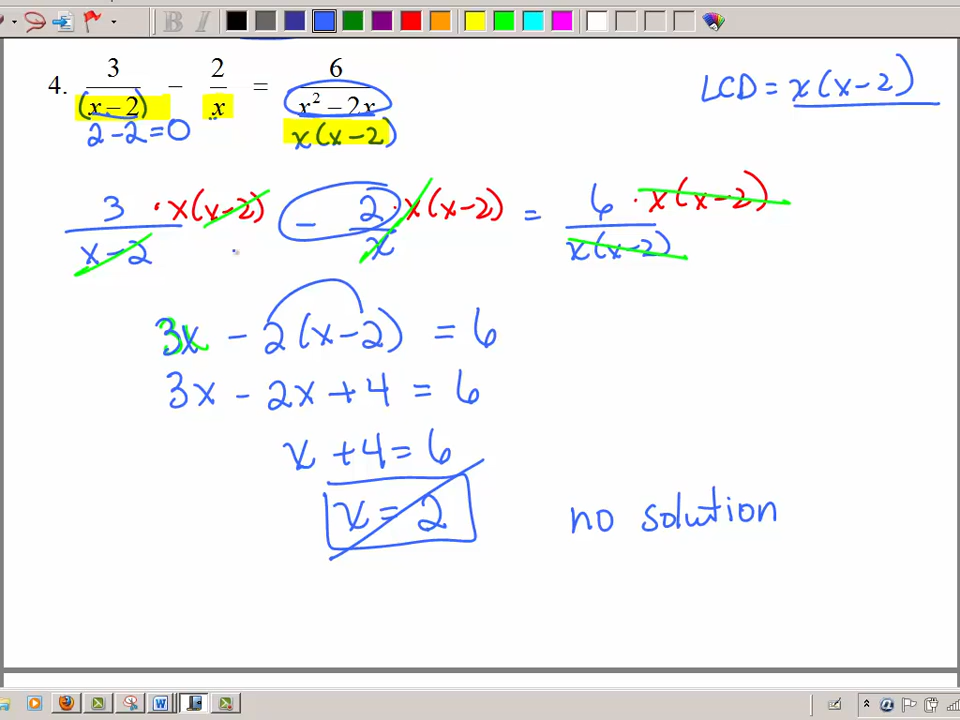 B I U
4. 3/(x-2) - 2/x = 6/(x² - 2x) LCD = x(x-2)
2-2=0 x(x-2)
3/(x-2) · x(x-2) - 2/x · x(x-2) = 6/(x(x-2)) · x(x-2)
3x - 2(x-2) = 6
3x - 2x + 4 = 6
x + 4 = 6
x = 2 no solution